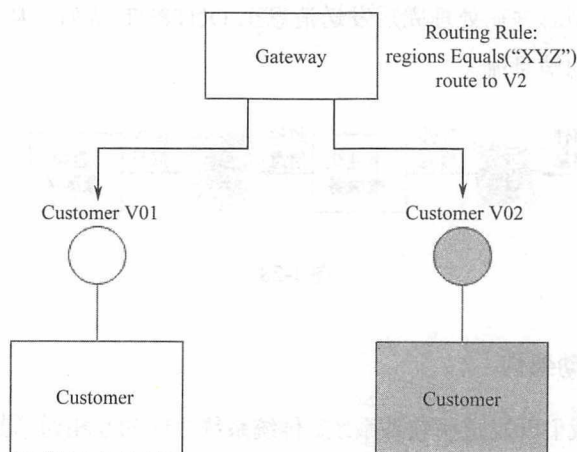 Gateway
Routing Rule:
regions Equals(“XYZ”)
route to V2
Customer V01
Customer V02
Customer
Customer